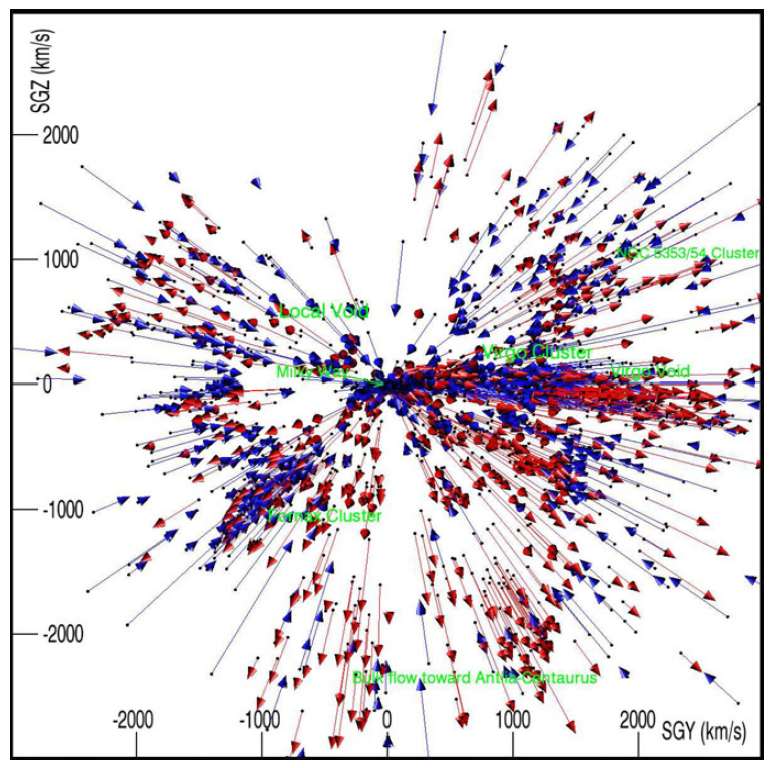 SGZ (km/s)
2000
1000
NGC 5353/54 Cluster
Local Void
Virgo Cluster
Milky Way
Virgo Void
0
-1000
Fornax Cluster
-2000
Bulk flow toward Antlia-Centaurus
-2000
-1000
0
1000
2000
SGY (km/s)